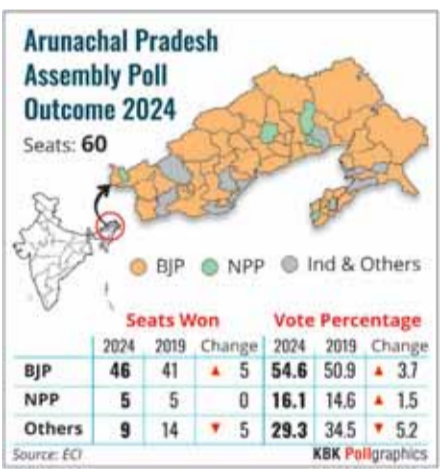 Arunachal Pradesh
Assembly Poll
Outcome 2024
Seats: 60
BJP NPP Ind & Others
Seats Won Vote Percentage
2024 2019 Change 2024 2019 Change
BJP 46 41 ▲ 5 54.6 50.9 ▲ 3.7
NPP 5 5 0 16.1 14.6 ▲ 1.5
Others 9 14 ▼ 5 29.3 34.5 ▼ 5.2
Source: ECI KBK Pollgraphics